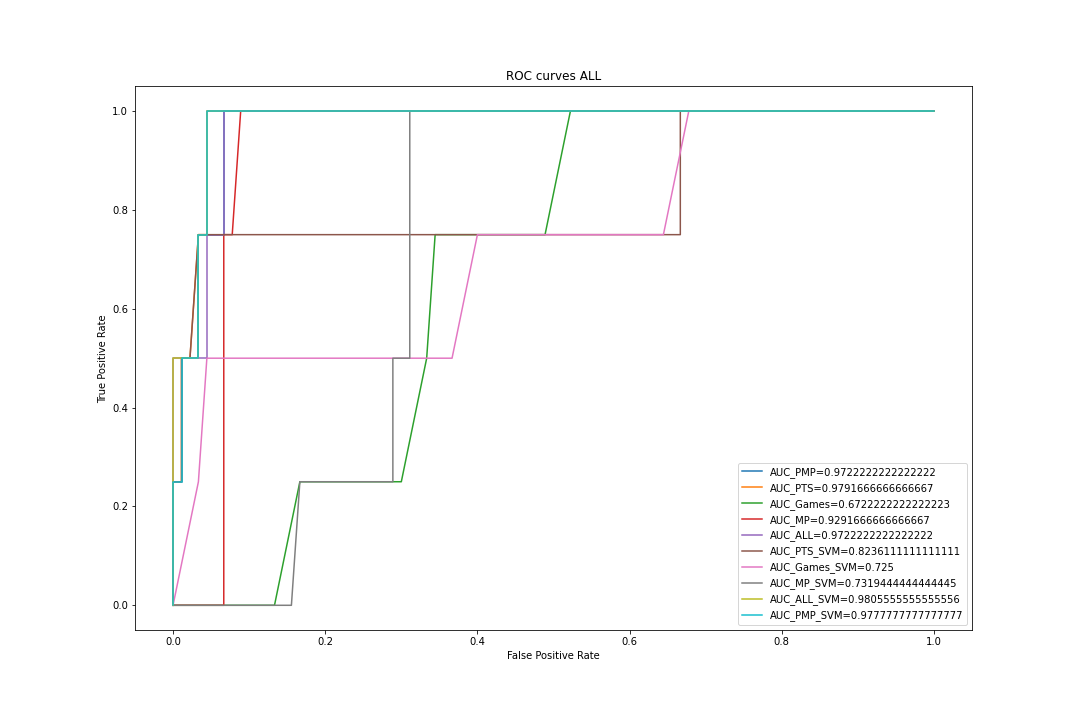 ROC curves ALL
1.0
0.8
0.6
0.4
0.2
0.0
True Positive Rate
AUC_PMP=0.9722222222222222
AUC_PTS=0.9791666666666667
AUC_Games=0.6722222222222223
AUC_MP=0.9291666666666667
AUC_ALL=0.9722222222222222
AUC_PTS_SVM=0.8236111111111111
AUC_Games_SVM=0.725
AUC_MP_SVM=0.7319444444444445
AUC_ALL_SVM=0.9805555555555556
AUC_PMP_SVM=0.9777777777777777
0.0 0.2 0.4 0.6 0.8 1.0
False Positive Rate